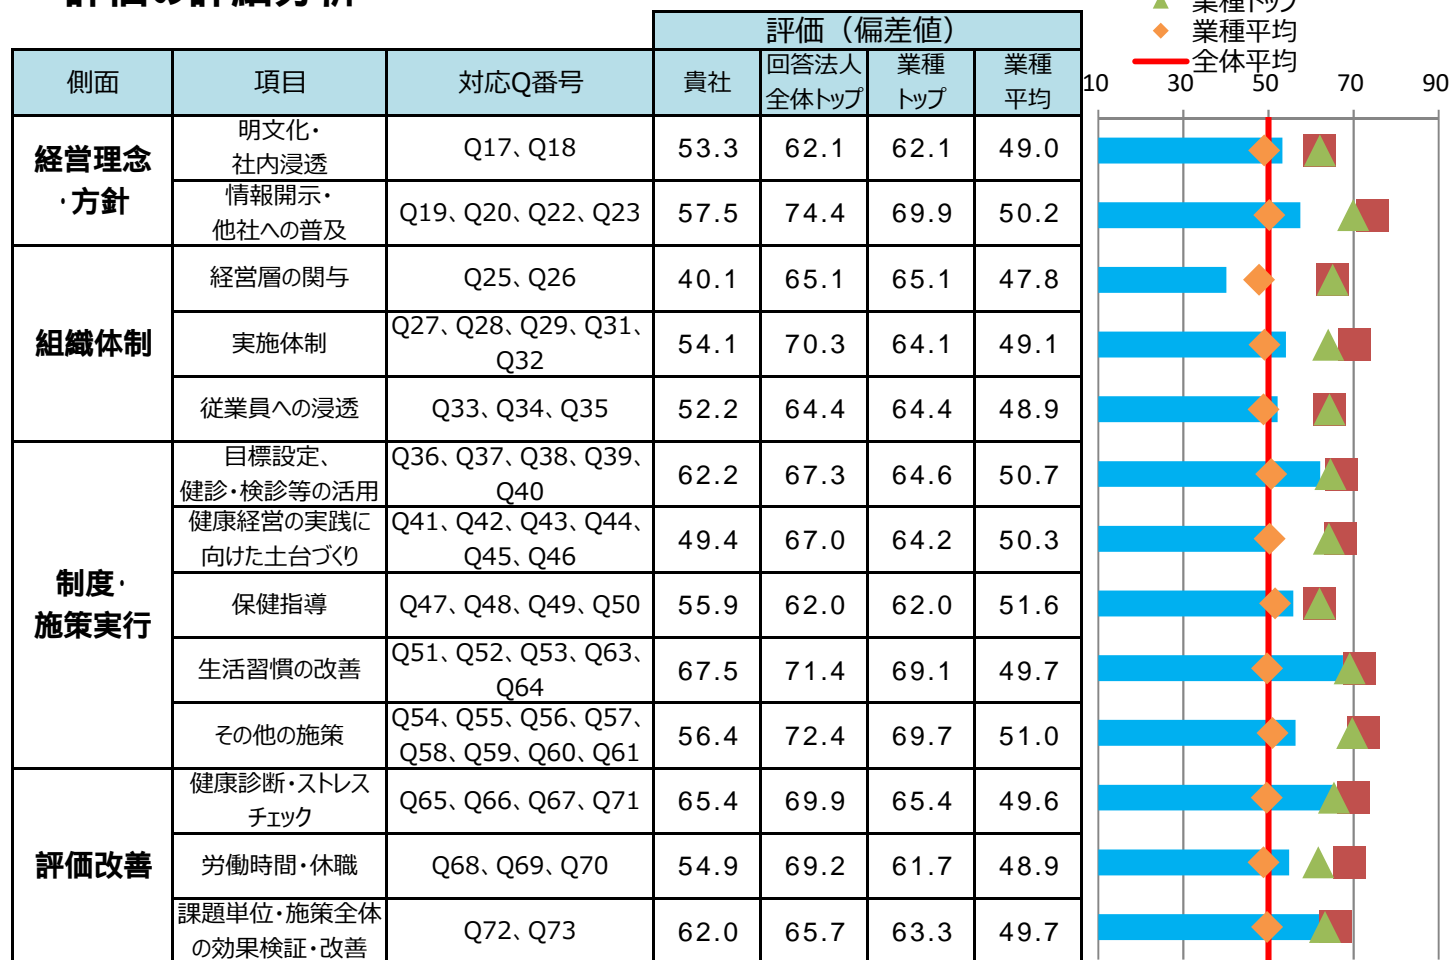 評価の詳細分析
業種トップ
業種平均
全体平均
評価（偏差値）
側面 項目 対応Q番号 貴社 回答法人全体トップ 業種トップ 業種平均
10 30 50 70 90
経営理念・方針
明文化・社内浸透 Q17、Q18 53.3 62.1 62.1 49.0
情報開示・他社への普及 Q19、Q20、Q22、Q23 57.5 74.4 69.9 50.2
組織体制
経営層の関与 Q25、Q26 40.1 65.1 65.1 47.8
実施体制 Q27、Q28、Q29、Q31、Q32 54.1 70.3 64.1 49.1
従業員への浸透 Q33、Q34、Q35 52.2 64.4 64.4 48.9
制度・施策実行
目標設定、健診・検診等の活用 Q36、Q37、Q38、Q39、Q40 62.2 67.3 64.6 50.7
健康経営の実践に向けた土台づくり Q41、Q42、Q43、Q44、Q45、Q46 49.4 67.0 64.2 50.3
保健指導 Q47、Q48、Q49、Q50 55.9 62.0 62.0 51.6
生活習慣の改善 Q51、Q52、Q53、Q63、Q64 67.5 71.4 69.1 49.7
その他の施策 Q54、Q55、Q56、Q57、Q58、Q59、Q60、Q61 56.4 72.4 69.7 51.0
評価改善
健康診断・ストレスチェック Q65、Q66、Q67、Q71 65.4 69.9 65.4 49.6
労働時間・休職 Q68、Q69、Q70 54.9 69.2 61.7 48.9
課題単位・施策全体の効果検証・改善 Q72、Q73 62.0 65.7 63.3 49.7